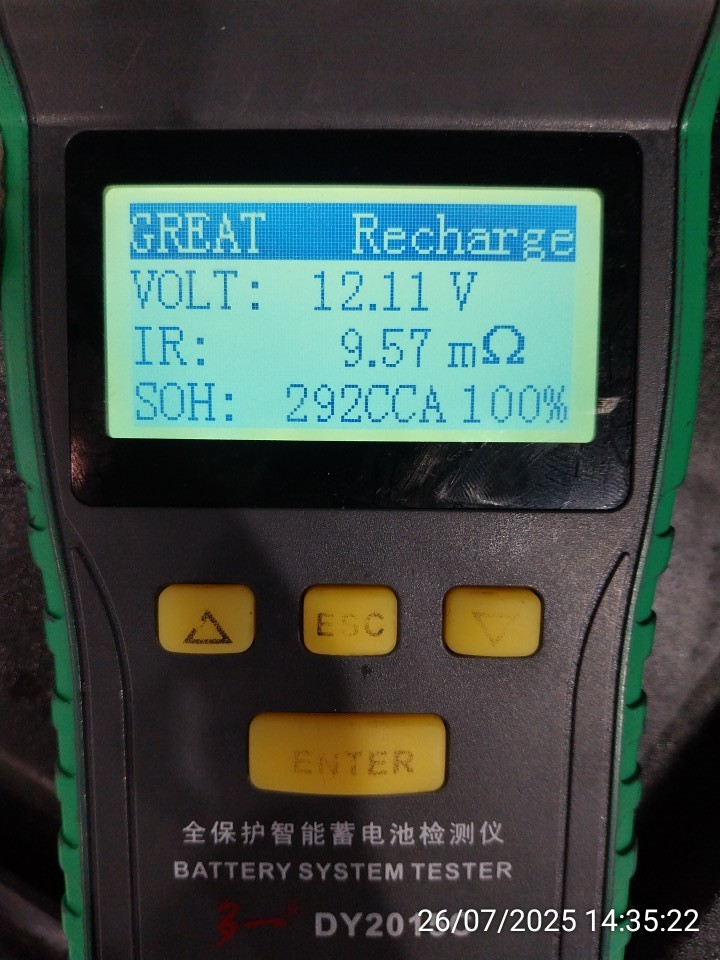 GREAT Recharge
VOLT: 12.11 V
IR: 9.57 mΩ
SOH: 292CCA 100%
ESC
ENTER
全保护智能蓄电池检测仪
BATTERY SYSTEM TESTER
26/07/2025 14:35:22